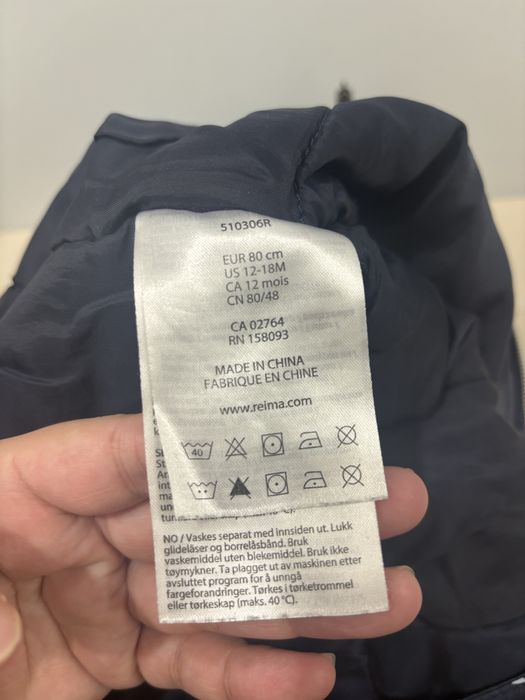 510306R
EUR 80 cm
US 12-18M
CA 12 mois
CN 80/48
CA 02764
RN 158093
MADE IN CHINA
FABRIQUE EN CHINE
www.reima.com
40
NO / Vaskes separat med innsiden ut. Lukk
glidelåser og borrelåsbånd. Bruk
vaskemiddel uten blekemiddel. Bruk ikke
tøymykner. Ta plagget ut av maskinen etter
avsluttet program for å unngå
fargeforandringer. Tørkes i tørketrommel
eller tørkeskap (maks. 40 °C).